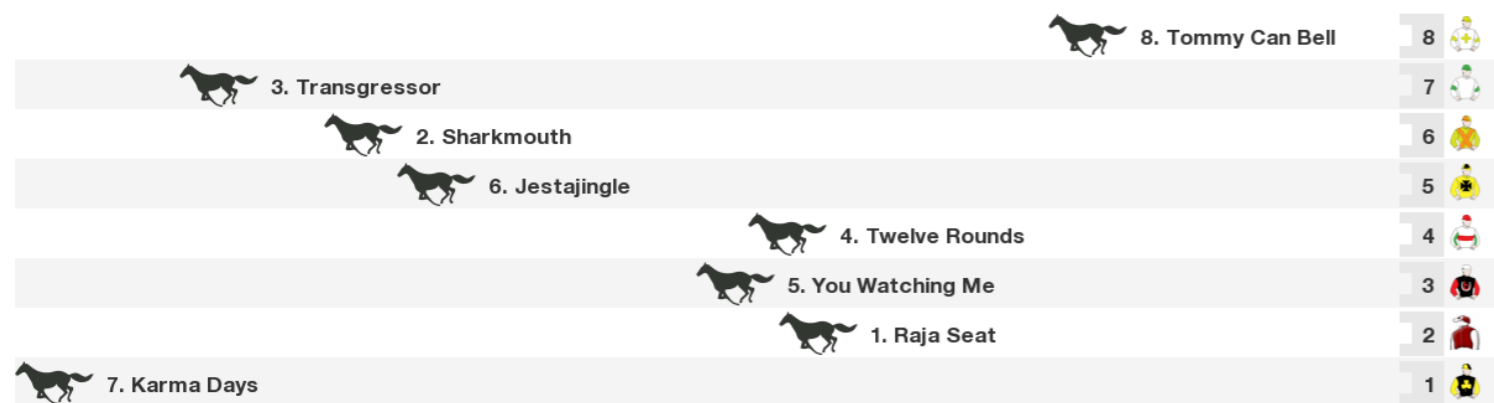 8. Tommy Can Bell 8
3. Transgressor 7
2. Sharkmouth 6
6. Jestajingle 5
4. Twelve Rounds 4
5. You Watching Me 3
1. Raja Seat 2
7. Karma Days 1